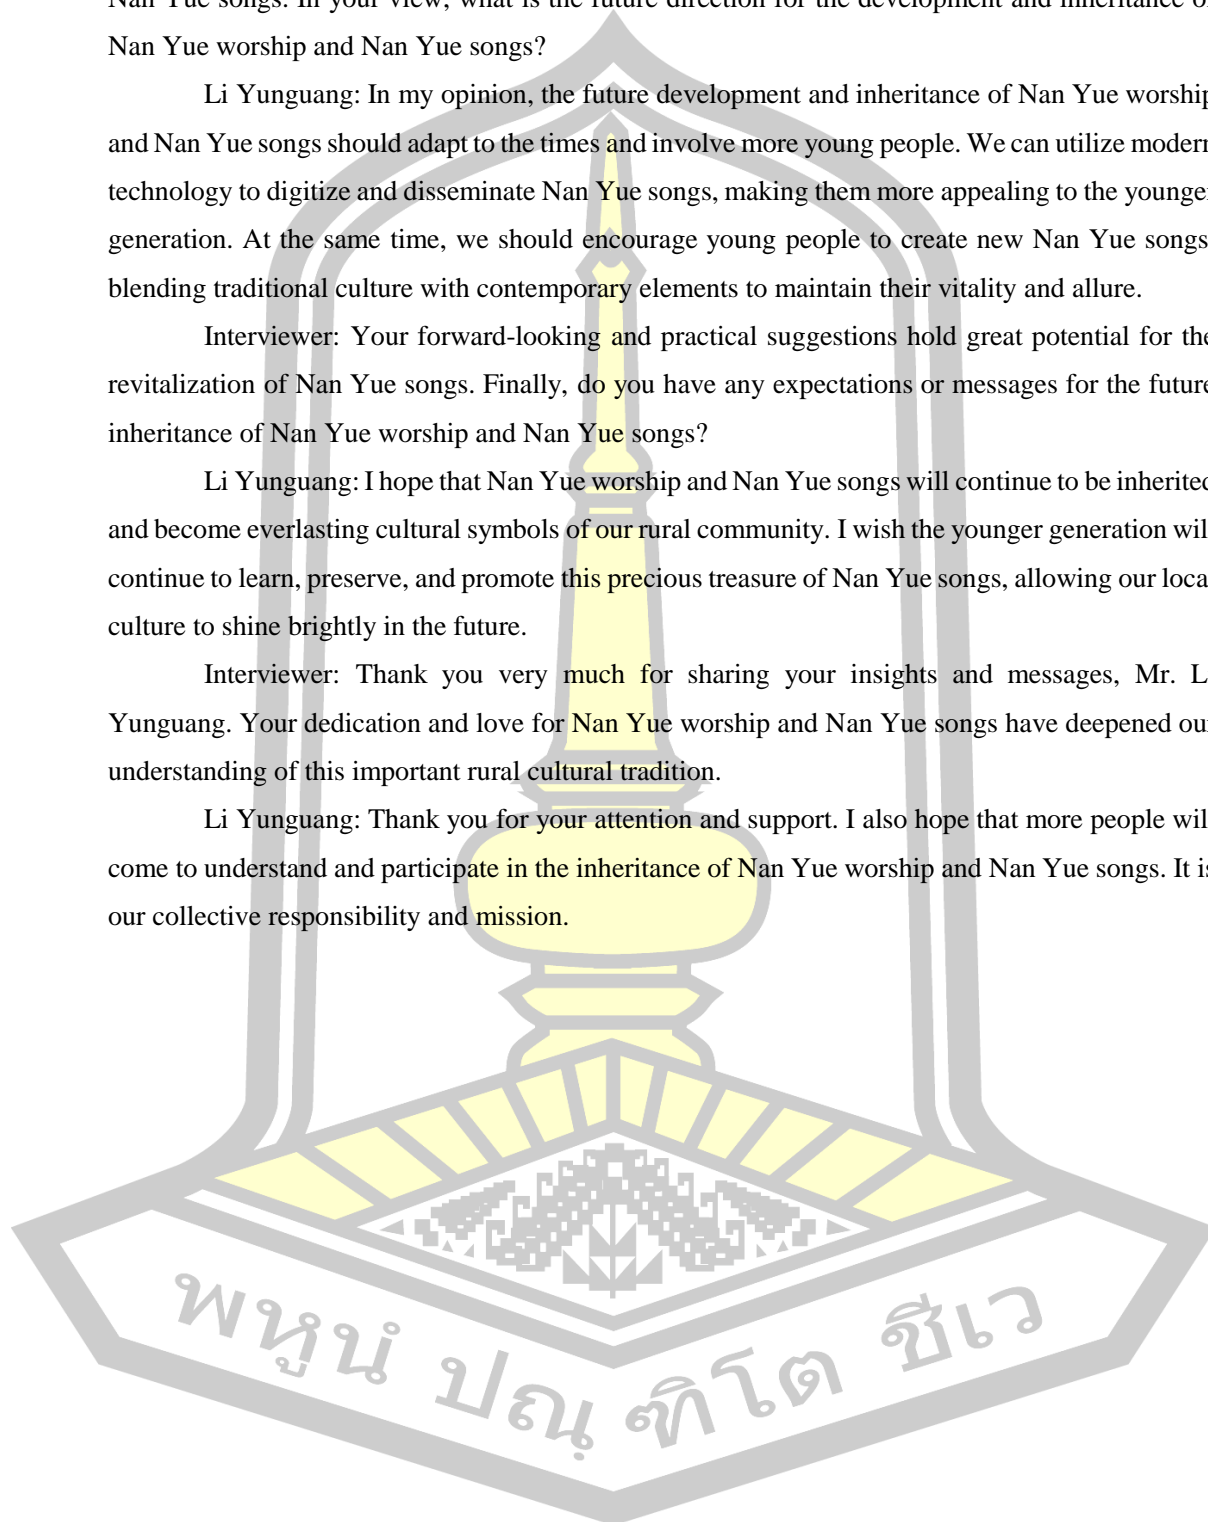 Nan Yue songs. In your view, what is the future direction for the development and inheritance of
Nan Yue worship and Nan Yue songs?
Li Yunguang: In my opinion, the future development and inheritance of Nan Yue worship
and Nan Yue songs should adapt to the times and involve more young people. We can utilize modern
technology to digitize and disseminate Nan Yue songs, making them more appealing to the younger
generation. At the same time, we should encourage young people to create new Nan Yue songs
blending traditional culture with contemporary elements to maintain their vitality and allure.
Interviewer: Your forward-looking and practical suggestions hold great potential for the
revitalization of Nan Yue songs. Finally, do you have any expectations or messages for the future
inheritance of Nan Yue worship and Nan Yue songs?
Li Yunguang: I hope that Nan Yue worship and Nan Yue songs will continue to be inherited
and become everlasting cultural symbols of our rural community. I wish the younger generation wil
continue to learn, preserve, and promote this precious treasure of Nan Yue songs, allowing our loca
culture to shine brightly in the future.
Interviewer: Thank you very much for sharing your insights and messages, Mr. L
Yunguang. Your dedication and love for Nan Yue worship and Nan Yue songs have deepened our
understanding of this important rural cultural tradition.
Li Yunguang: Thank you for your attention and support. I also hope that more people wil
come to understand and participate in the inheritance of Nan Yue worship and Nan Yue songs. It is
our collective responsibility and mission.
พหูนํ ปณฺฑิโต ชีเว